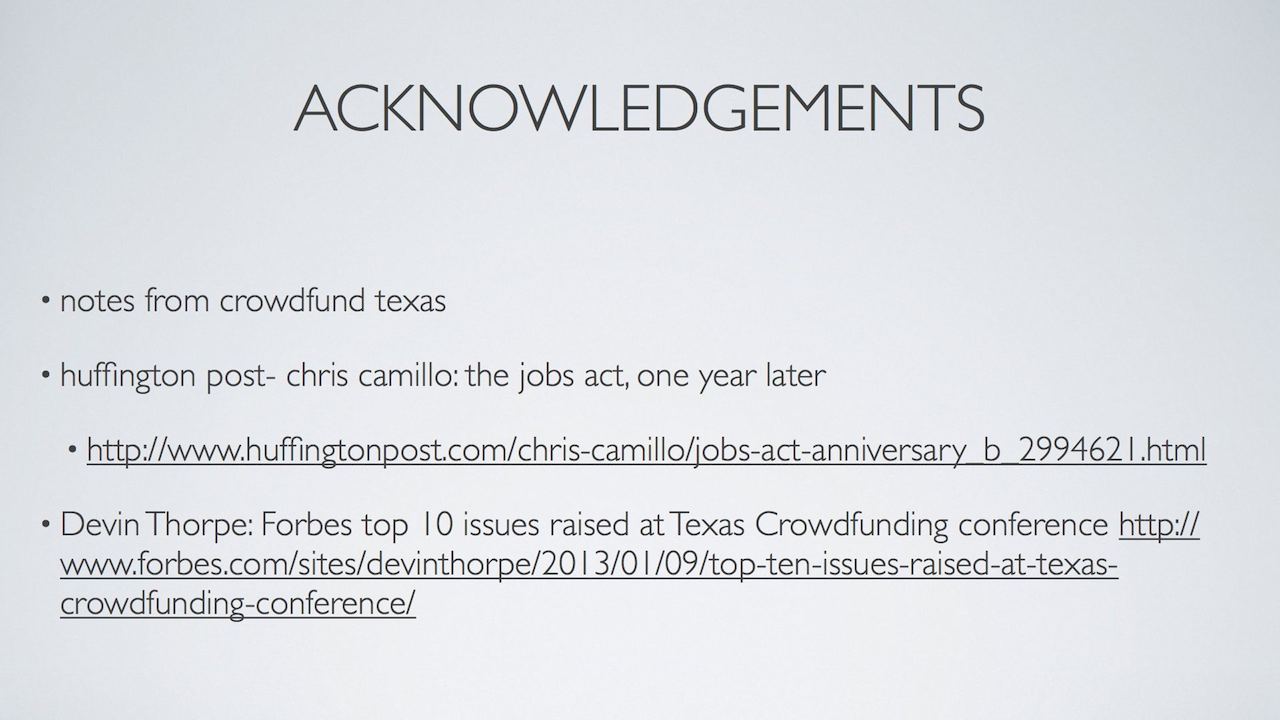 ACKNOWLEDGEMENTS
• notes from crowdfund texas
• huffington post- chris camillo: the jobs act, one year later
• http://www.huffingtonpost.com/chris-camillo/jobs-act-anniversary_b_2994621.html
• Devin Thorpe: Forbes top 10 issues raised at Texas Crowdfunding conference http://
www.forbes.com/sites/devinthorpe/2013/01/09/top-ten-issues-raised-at-texas-
crowdfunding-conference/